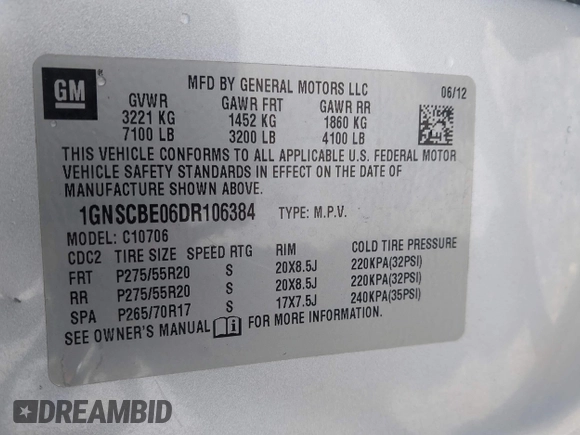 GM
MFD BY GENERAL MOTORS LLC
06/12
GVWR GAWR FRT GAWR RR
3221 KG 1452 KG 1860 KG
7100 LB 3200 LB 4100 LB
THIS VEHICLE CONFORMS TO ALL APPLICABLE U.S. FEDERAL MOTOR
VEHICLE SAFETY STANDARDS IN EFFECT ON THE DATE OF
MANUFACTURE SHOWN ABOVE.
1GNSCBE06DR106384 TYPE: M.P.V.
MODEL: C10706
CDC2 TIRE SIZE SPEED RTG RIM COLD TIRE PRESSURE
FRT P275/55R20 S 20X8.5J 220KPA(32PSI)
RR P275/55R20 S 20X8.5J 220KPA(32PSI)
SPA P265/70R17 S 17X7.5J 240KPA(35PSI)
SEE OWNER'S MANUAL FOR MORE INFORMATION.
DREAMBID